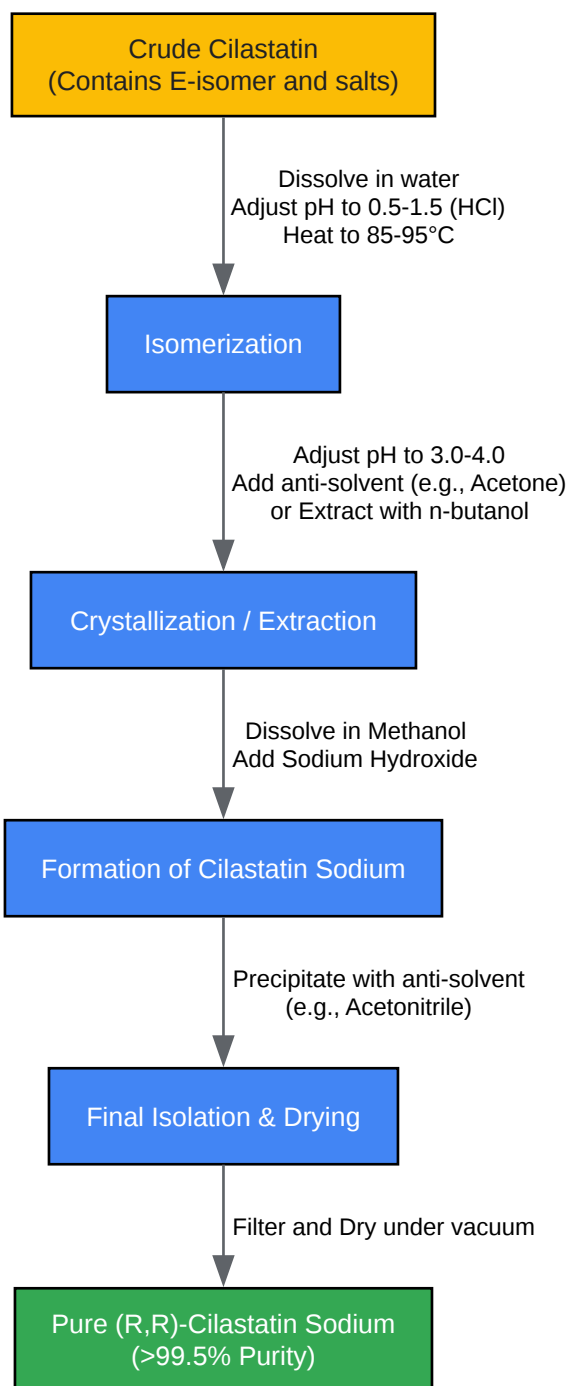 Crude Cilastatin
(Contains E-isomer and salts)
Dissolve in water
Adjust pH to 0.5-1.5 (HCl)
Heat to 85-95°C
Isomerization
Adjust pH to 3.0-4.0
Add anti-solvent (e.g., Acetone)
or Extract with n-butanol
Crystallization / Extraction
Dissolve in Methanol
Add Sodium Hydroxide
Formation of Cilastatin Sodium
Precipitate with anti-solvent
(e.g., Acetonitrile)
Final Isolation & Drying
Filter and Dry under vacuum
Pure (R,R)-Cilastatin Sodium
(>99.5% Purity)